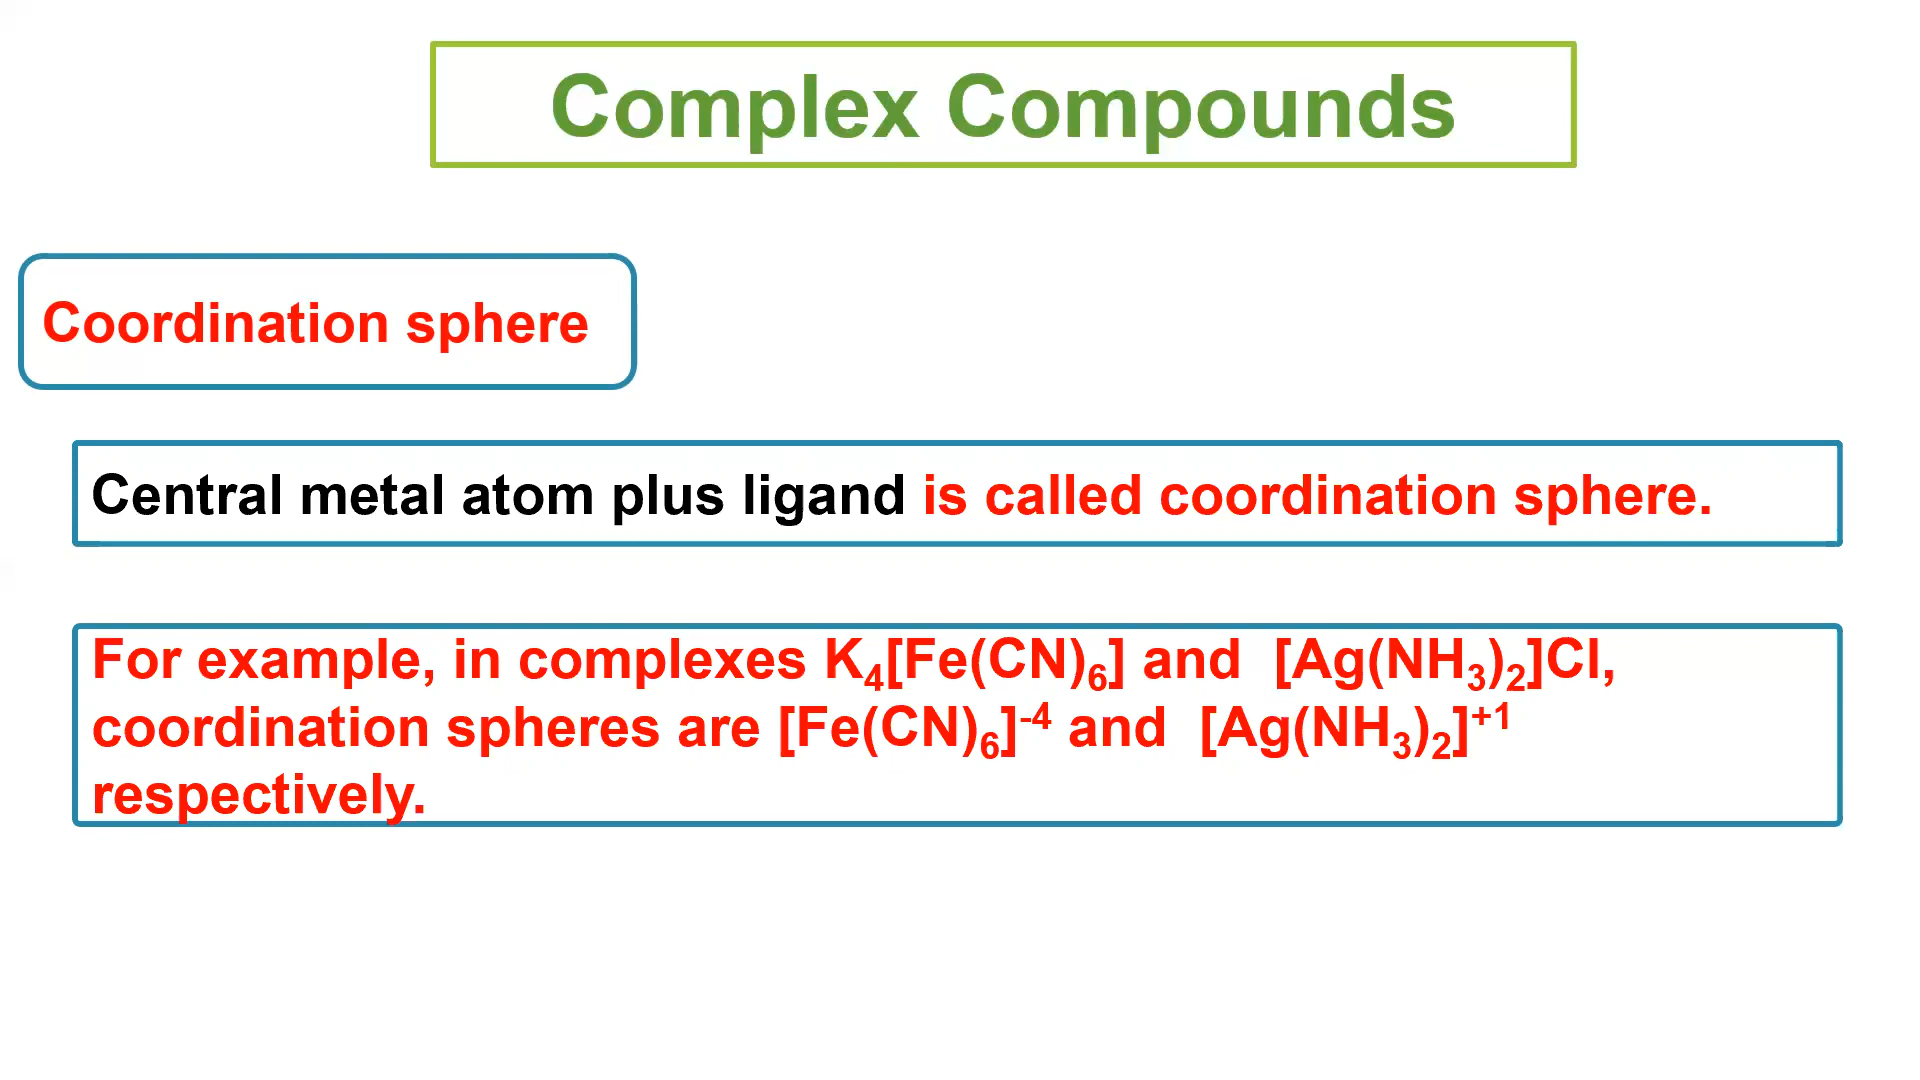 Complex Compounds
Coordination sphere
Central metal atom plus ligand is called coordination sphere.
For example, in complexes K₄[Fe(CN)₆] and [Ag(NH₃)₂]Cl,
coordination spheres are [Fe(CN)₆]⁻⁴ and [Ag(NH₃)₂]⁺¹
respectively.